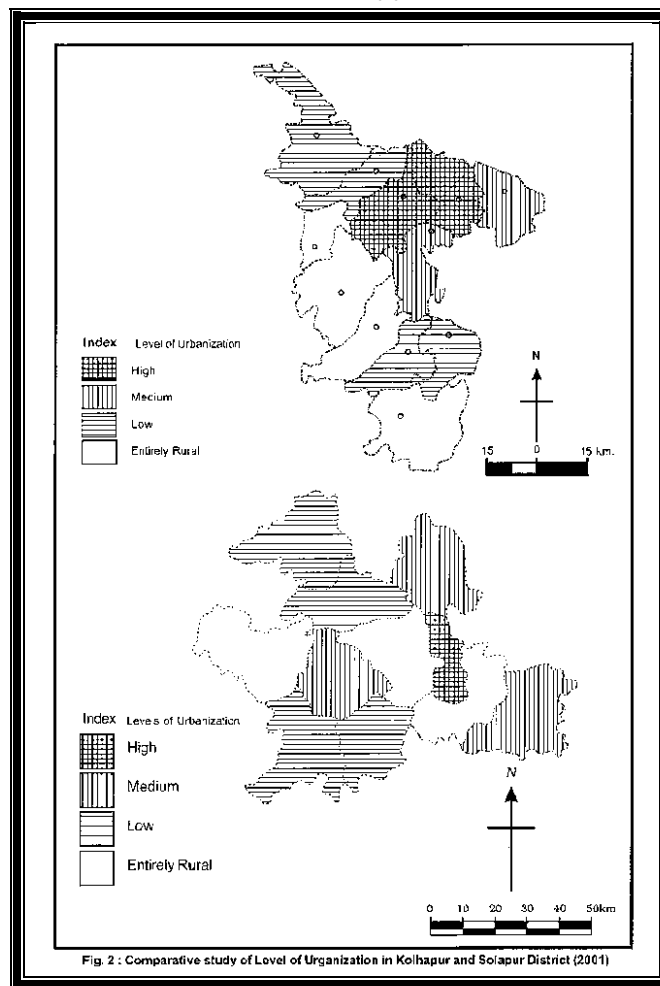 Index Level of Urbanization
High
Medium
Low
Entirely Rural
N
15 0 15 km.
Index Levels of Urbanization
High
Medium
Low
Entirely Rural
N
0 10 20 30 40 50km
Fig. 2 : Comparative study of Level of Urganization in Kolhapur and Solapur District (2001)